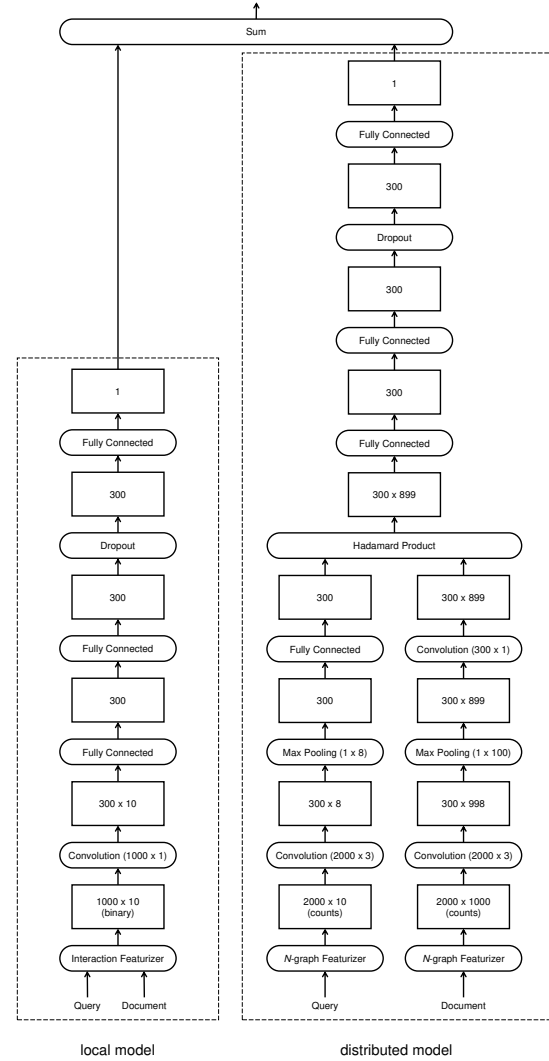 Sum
1
Fully Connected
300
Dropout
300
Fully Connected
300
Fully Connected
300 x 10
Convolution (1000 x 1)
1000 x 10
(binary)
Interaction Featurizer
Query
Document
local model
1
Fully Connected
300
Dropout
300
Fully Connected
300
Fully Connected
300 x 899
Hadamard Product
300
Fully Connected
300
Max Pooling (1 x 8)
300 x 8
Convolution (2000 x 3)
2000 x 10
(counts)
N-graph Featurizer
Query
300 x 899
Convolution (300 x 1)
300 x 899
Max Pooling (1 x 100)
300 x 998
Convolution (2000 x 3)
2000 x 1000
(counts)
N-graph Featurizer
Document
distributed model